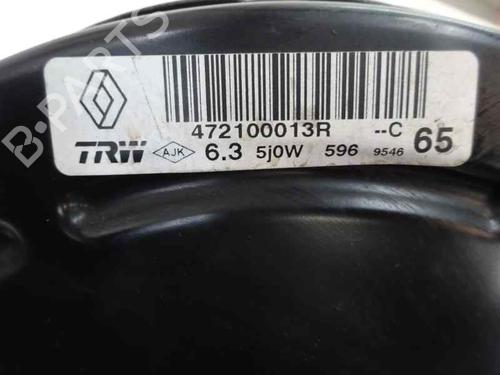 472100013R --C 65
TRW AJK 6.3 5j0W 596 9546
B-PARTS